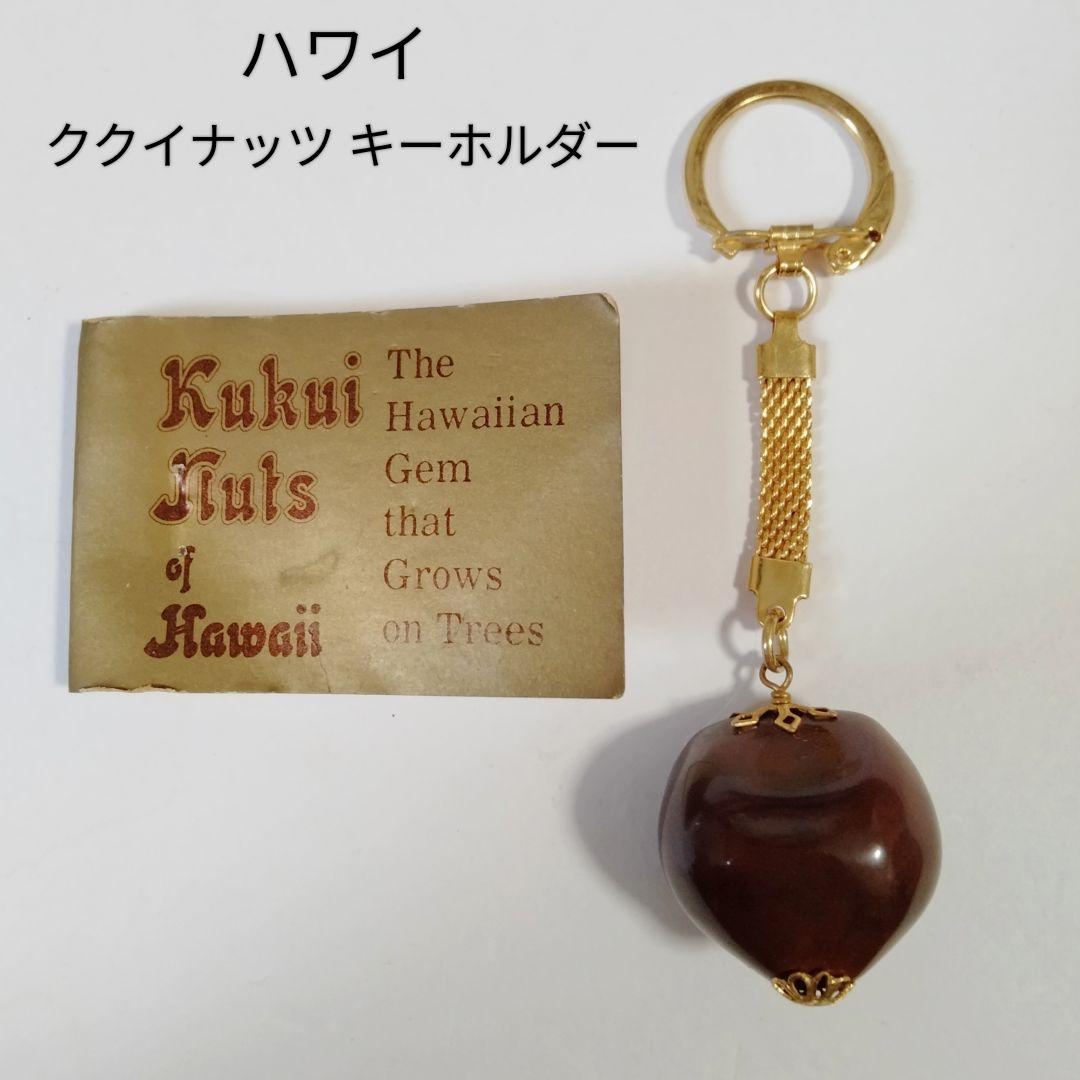 ハワイ
ククイナッツ キーホルダー
Kukui
Nuts
of
Hawaii
The
Hawaiian
Gem
that
Grows
on Trees